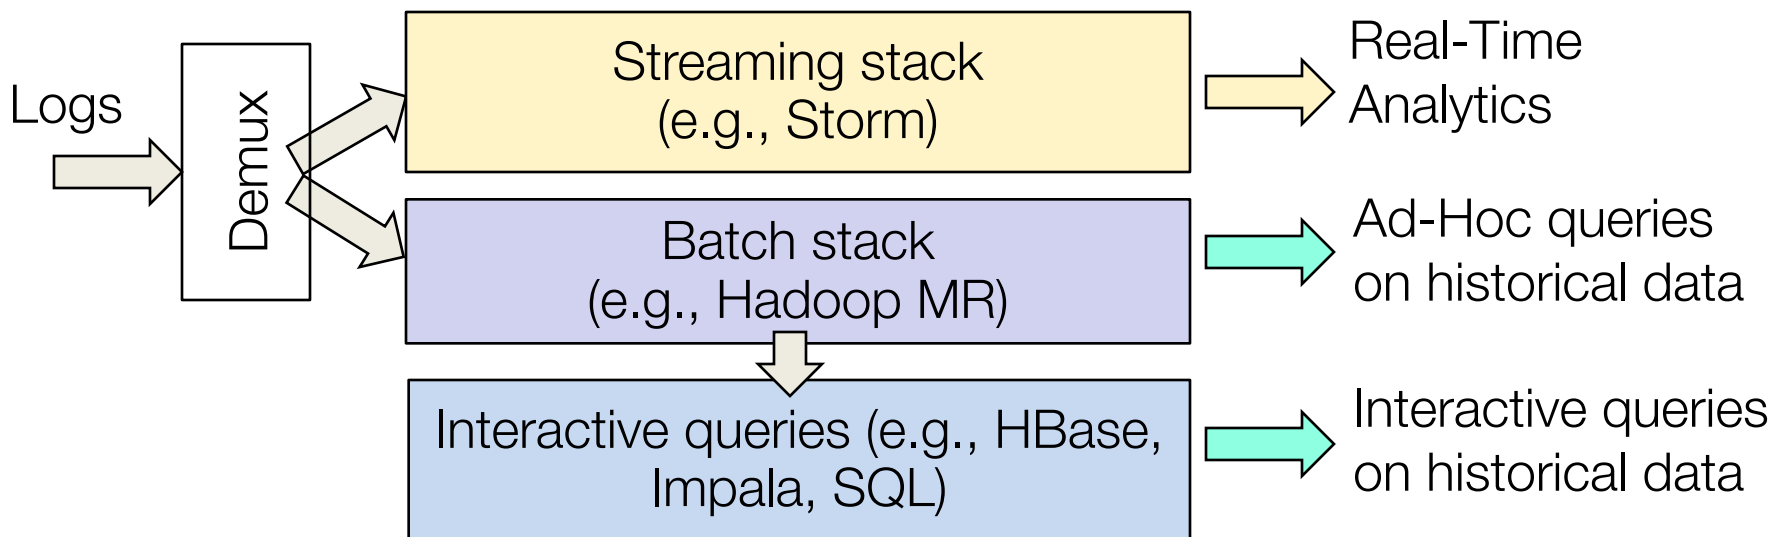 Logs
Demux
Streaming stack
(e.g., Storm)
Real-Time
Analytics
Batch stack
(e.g., Hadoop MR)
Ad-Hoc queries
on historical data
Interactive queries (e.g., HBase,
Impala, SQL)
Interactive queries
on historical data